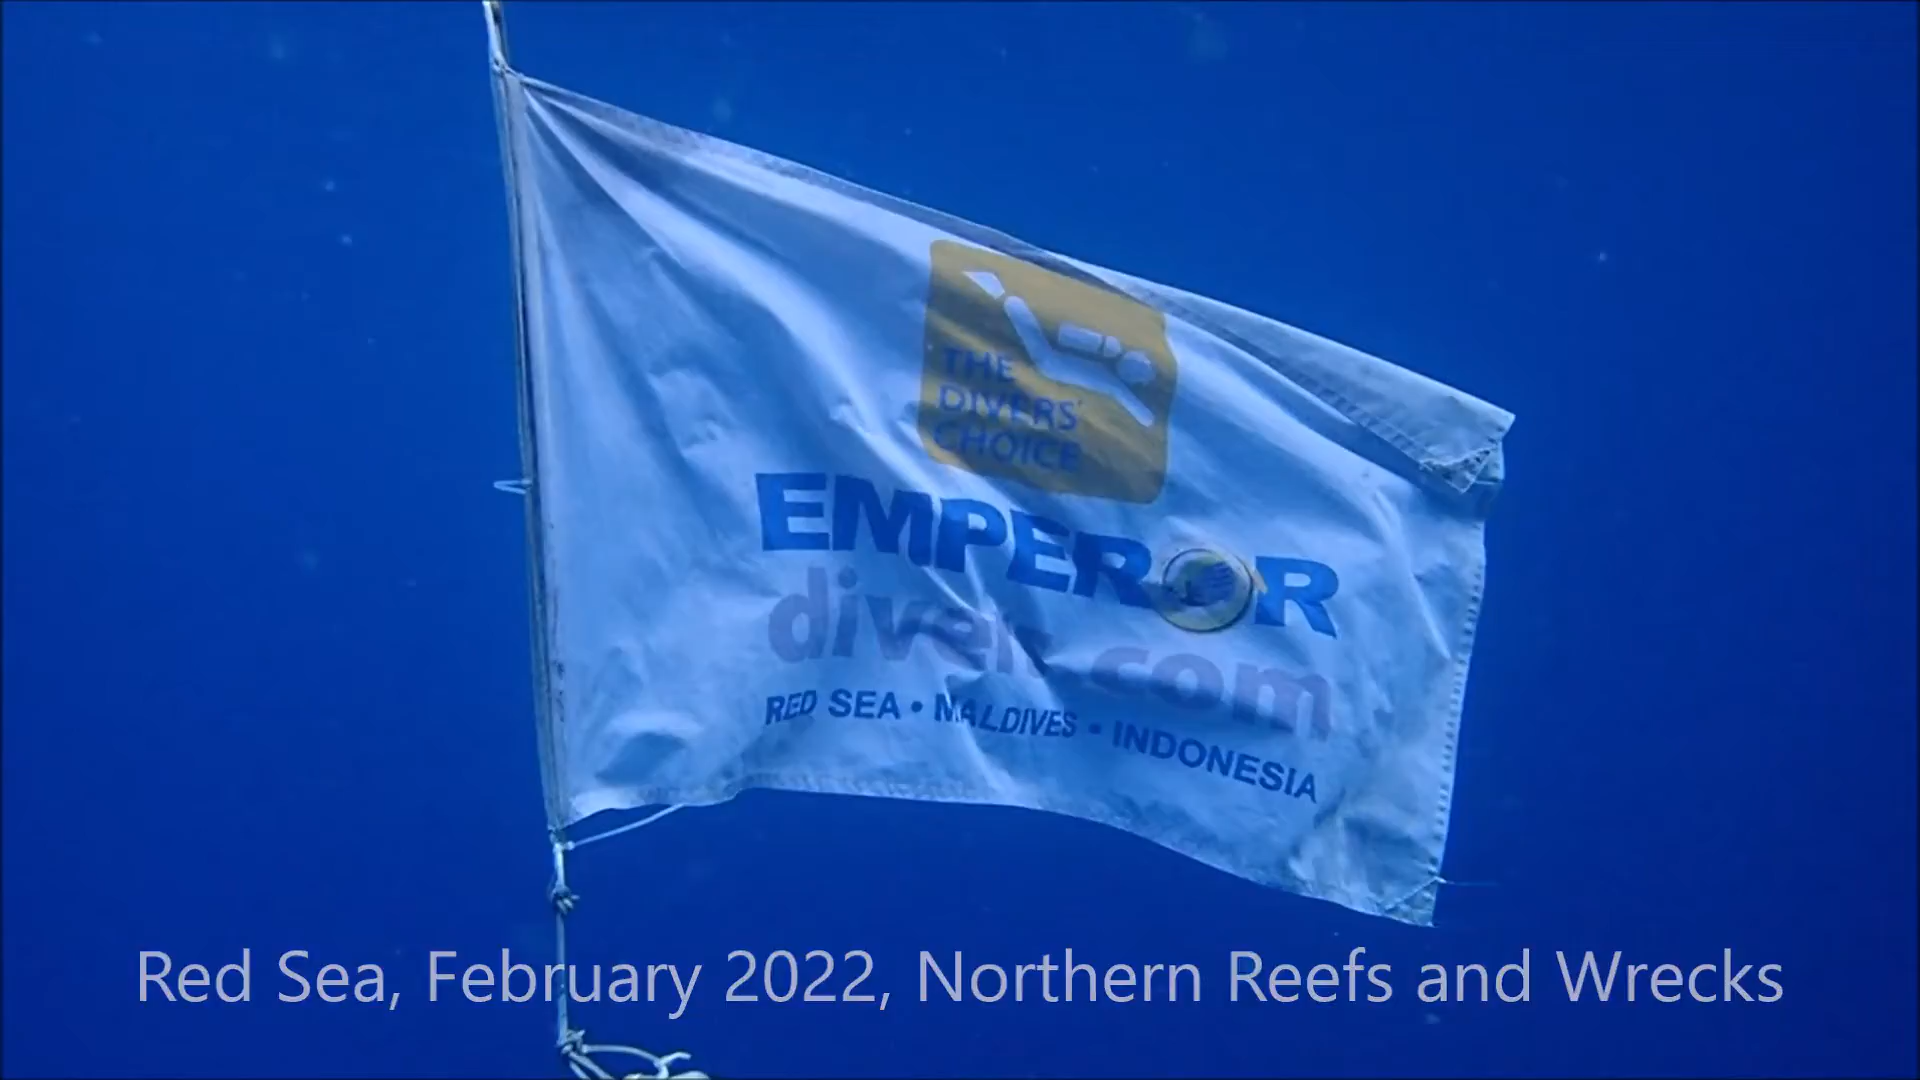 THE
DIVERS'
CHOICE
EMPEROR
divers.com
RED SEA • MALDIVES • INDONESIA
Red Sea, February 2022, Northern Reefs and Wrecks